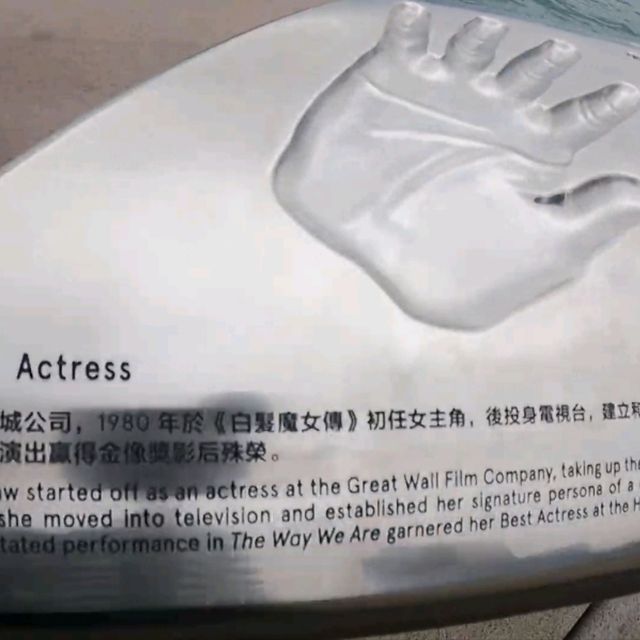 Actress
城公司，1980 年於《白髮魔女傳》初任女主角，後投身電視台，建立和
演出贏得金像獎影后殊榮。
aw started off as an actress at the Great Wall Film Company, taking up the
she moved into television and established her signature persona of a
tated performance in The Way We Are garnered her Best Actress at the H